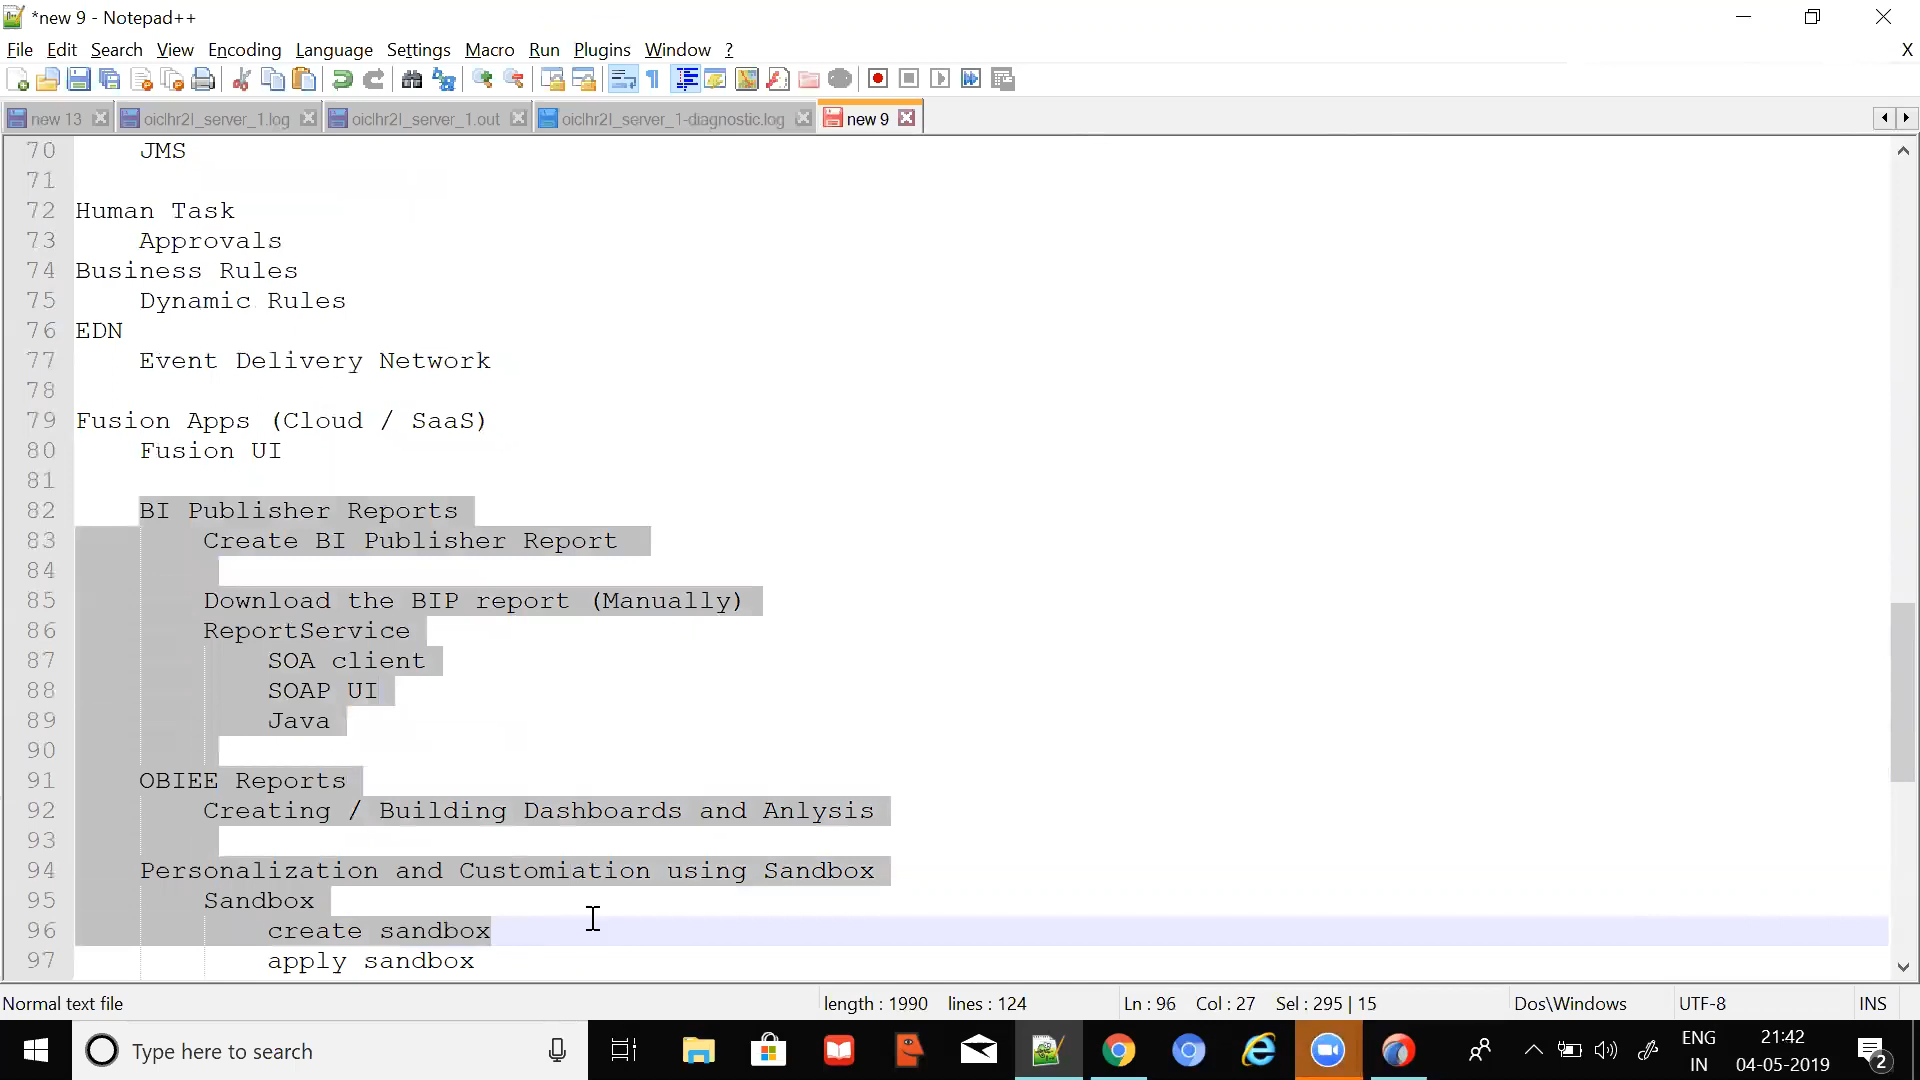 *new 9 - Notepad++
File Edit Search View Encoding Language Settings Macro Run Plugins Window ? X
new 13 oiclhr2l_server_1.log oiclhr2l_server_1.out oiclhr2l_server_1-diagnostic.log new 9
70 JMS
71
72 Human Task
73 Approvals
74 Business Rules
75 Dynamic Rules
76 EDN
77 Event Delivery Network
78
79 Fusion Apps (Cloud / SaaS)
80 Fusion UI
81
82 BI Publisher Reports
83 Create BI Publisher Report
84
85 Download the BIP report (Manually)
86 ReportService
87 SOA client
88 SOAP UI
89 Java
90
91 OBIEE Reports
92 Creating / Building Dashboards and Anlysis
93
94 Personalization and Customiation using Sandbox
95 Sandbox
96 create sandbox
97 apply sandbox
Normal text file length : 1990 lines : 124 Ln : 96 Col : 27 Sel : 295 | 15 Dos\Windows UTF-8 INS
Type here to search ENG IN 21:42 04-05-2019 2